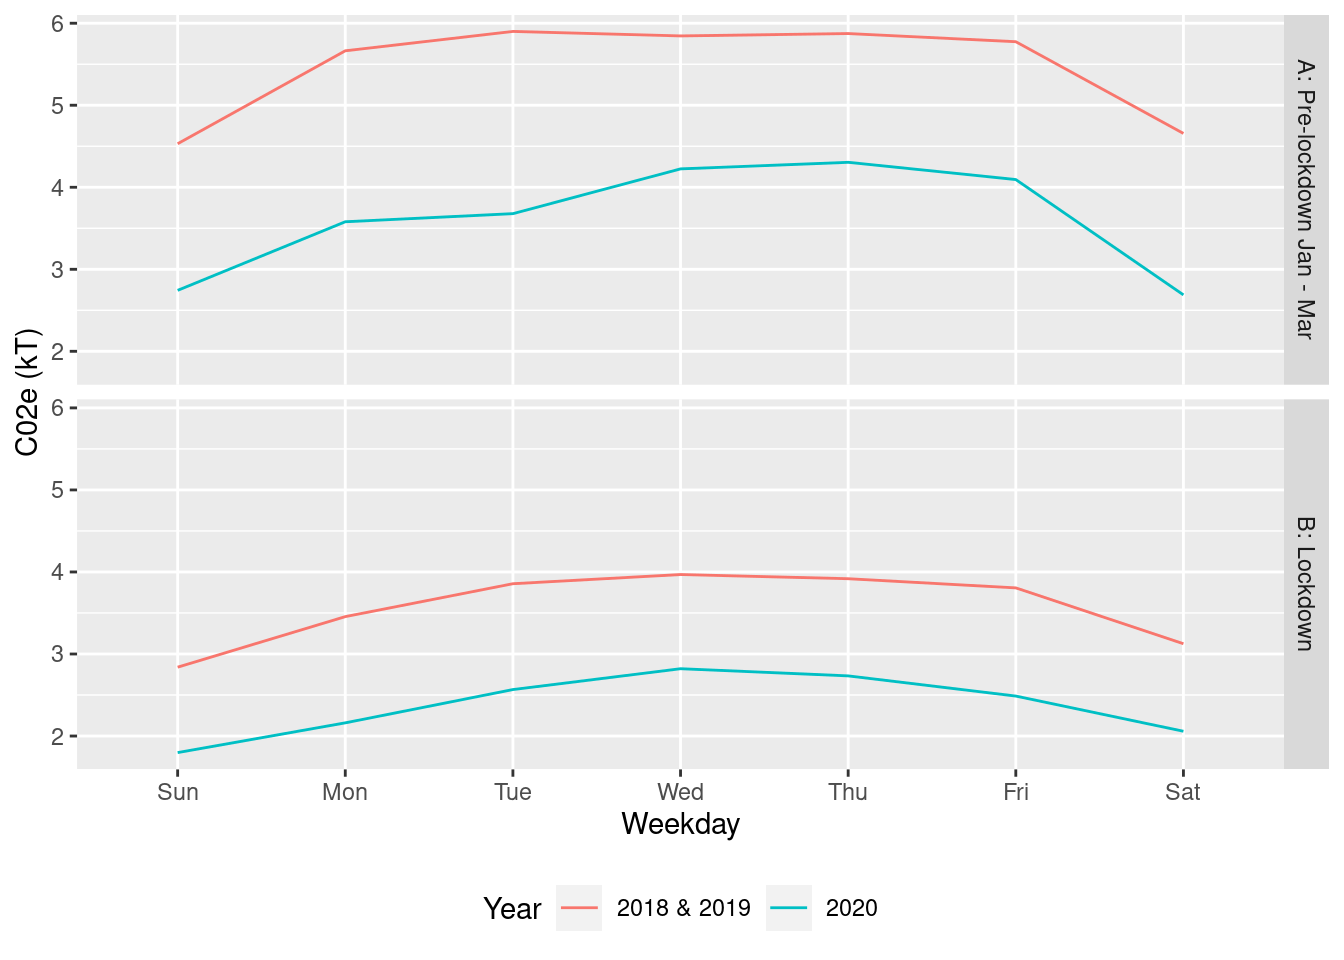 C02e (kT)
6
5
4
3
2
A: Pre-lockdown Jan - Mar
6
5
4
3
2
B: Lockdown
Sun Mon Tue Wed Thu Fri Sat
Weekday
Year 2018 & 2019 2020